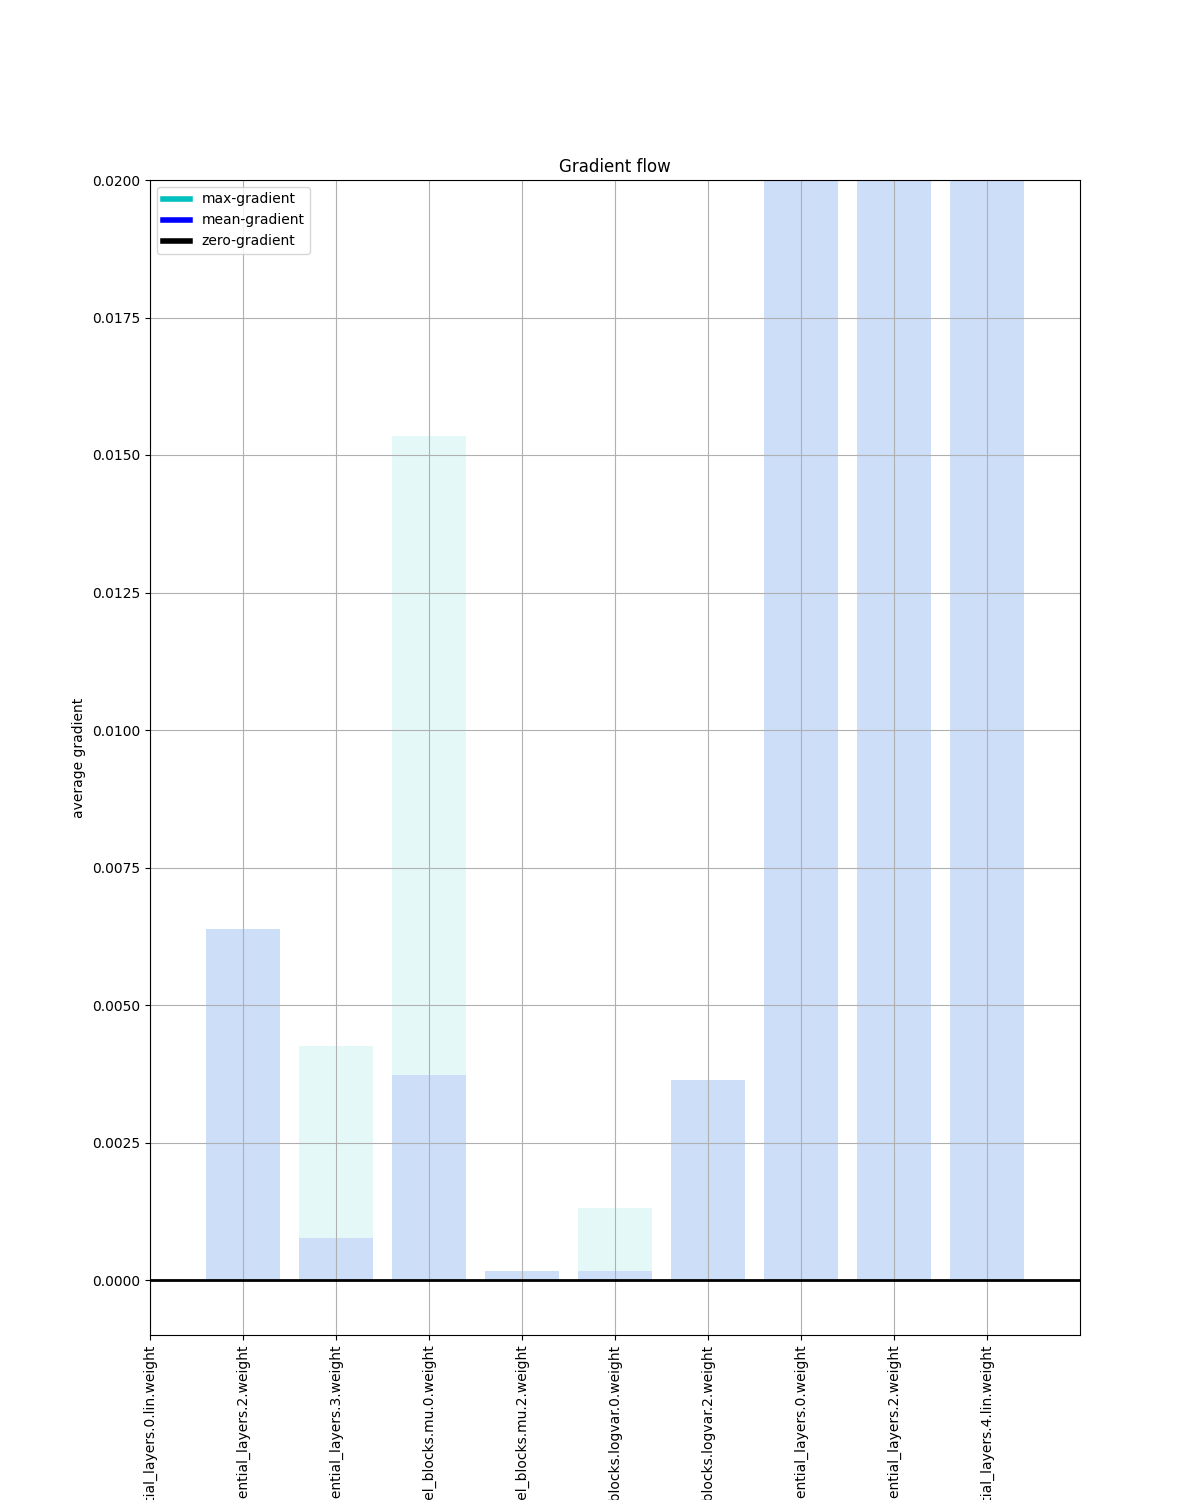 Gradient flow
max-gradient
mean-gradient
zero-gradient
0.0200
0.0175
0.0150
0.0125
0.0100
0.0075
0.0050
0.0025
0.0000
average gradient
tial_layers.0.lin.weight
ential_layers.2.weight
ential_layers.3.weight
el_blocks.mu.0.weight
el_blocks.mu.2.weight
blocks.logvar.0.weight
blocks.logvar.2.weight
ential_layers.0.weight
ential_layers.2.weight
tial_layers.4.lin.weight